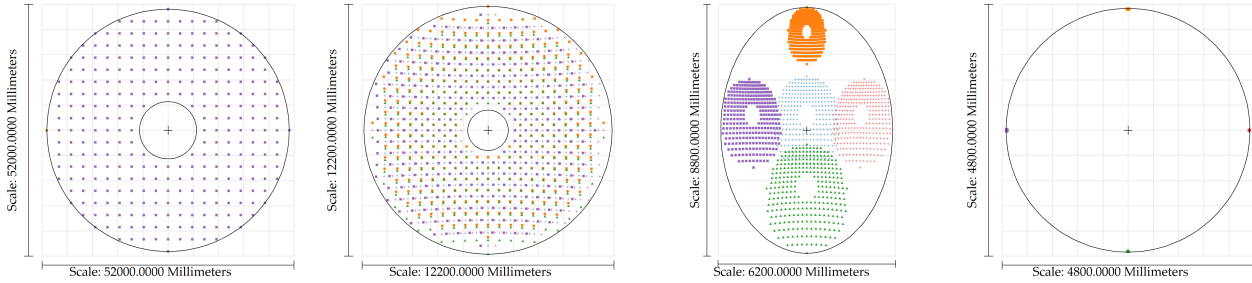 Scale: 52000.0000 Millimeters
Scale: 52000.0000 Millimeters
Scale: 12200.0000 Millimeters
Scale: 12200.0000 Millimeters
Scale: 8800.0000 Millimeters
Scale: 6200.0000 Millimeters
Scale: 4800.0000 Millimeters
Scale: 4800.0000 Millimeters